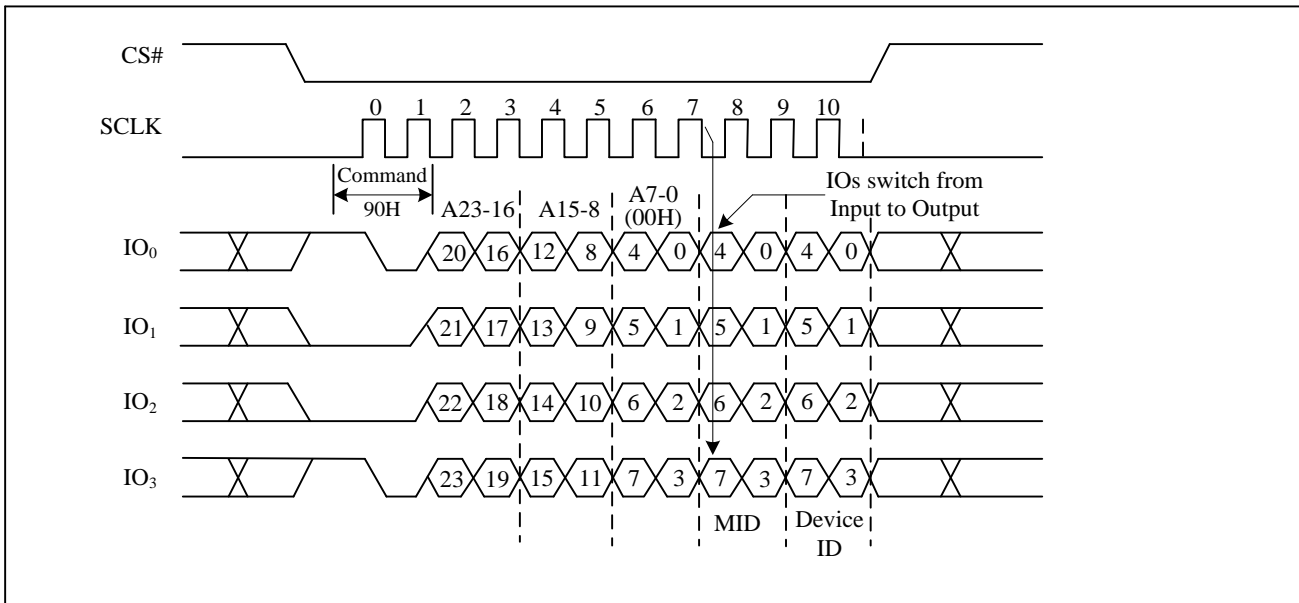 CS#
0 1 2 3 4 5 6 7 8 9 10
SCLK
Command
90H
A23-16 A15-8 A7-0
(00H)
IOs switch from
Input to Output
IO₀ 20 16 12 8 4 0 4 0 4 0
IO₁ 21 17 13 9 5 1 5 1 5 1
IO₂ 22 18 14 10 6 2 6 2 6 2
IO₃ 23 19 15 11 7 3 7 3 7 3
MID Device
ID